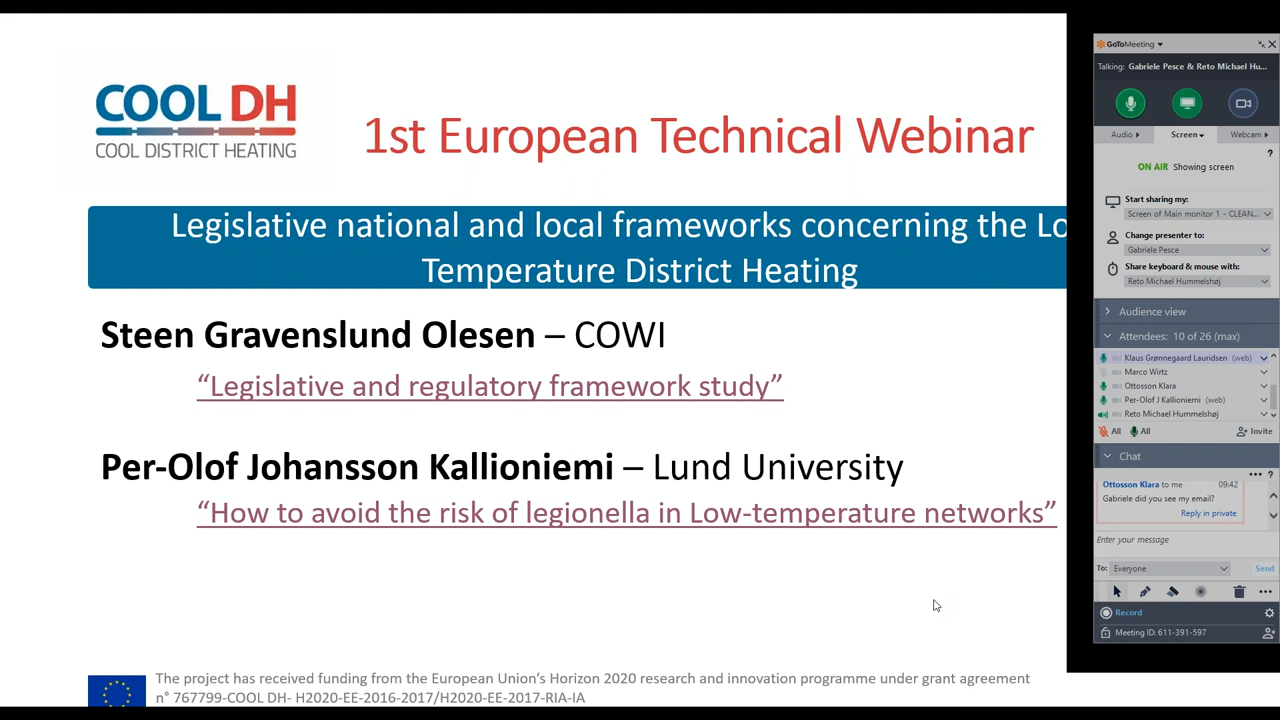 COOL DH
COOL DISTRICT HEATING
1st European Technical Webinar
Legislative national and local frameworks concerning the Lo
Temperature District Heating
Steen Gravenslund Olesen – COWI
“Legislative and regulatory framework study”
Per-Olof Johansson Kallioniemi – Lund University
“How to avoid the risk of legionella in Low-temperature networks”
The project has received funding from the European Union’s Horizon 2020 research and innovation programme under grant agreement
n° 767799-COOL DH- H2020-EE-2016-2017/H2020-EE-2017-RIA-IA
GoToMeeting
Talking: Gabriele Pesce & Reto Michael Hu...
Audio Screen Webcam
?
ON AIR Showing screen
Start sharing my:
Screen of Main monitor 1 - CLEAN...
Change presenter to:
Gabriele Pesce
Share keyboard & mouse with:
Reto Michael Hummelshøj
Audience view
Attendees: 10 of 26 (max)
Klaus Grønnegaard Lauridsen (web)
Marco Wirtz
Ottosson Klara
Per-Olof J Kallioniemi (web)
Reto Michael Hummelshøj
All All Invite
Chat
... ?
Ottosson Klara to me 09:42
Gabriele did you see my email?
Reply in private
Enter your message
To: Everyone Send
Record
Meeting ID: 611-391-597